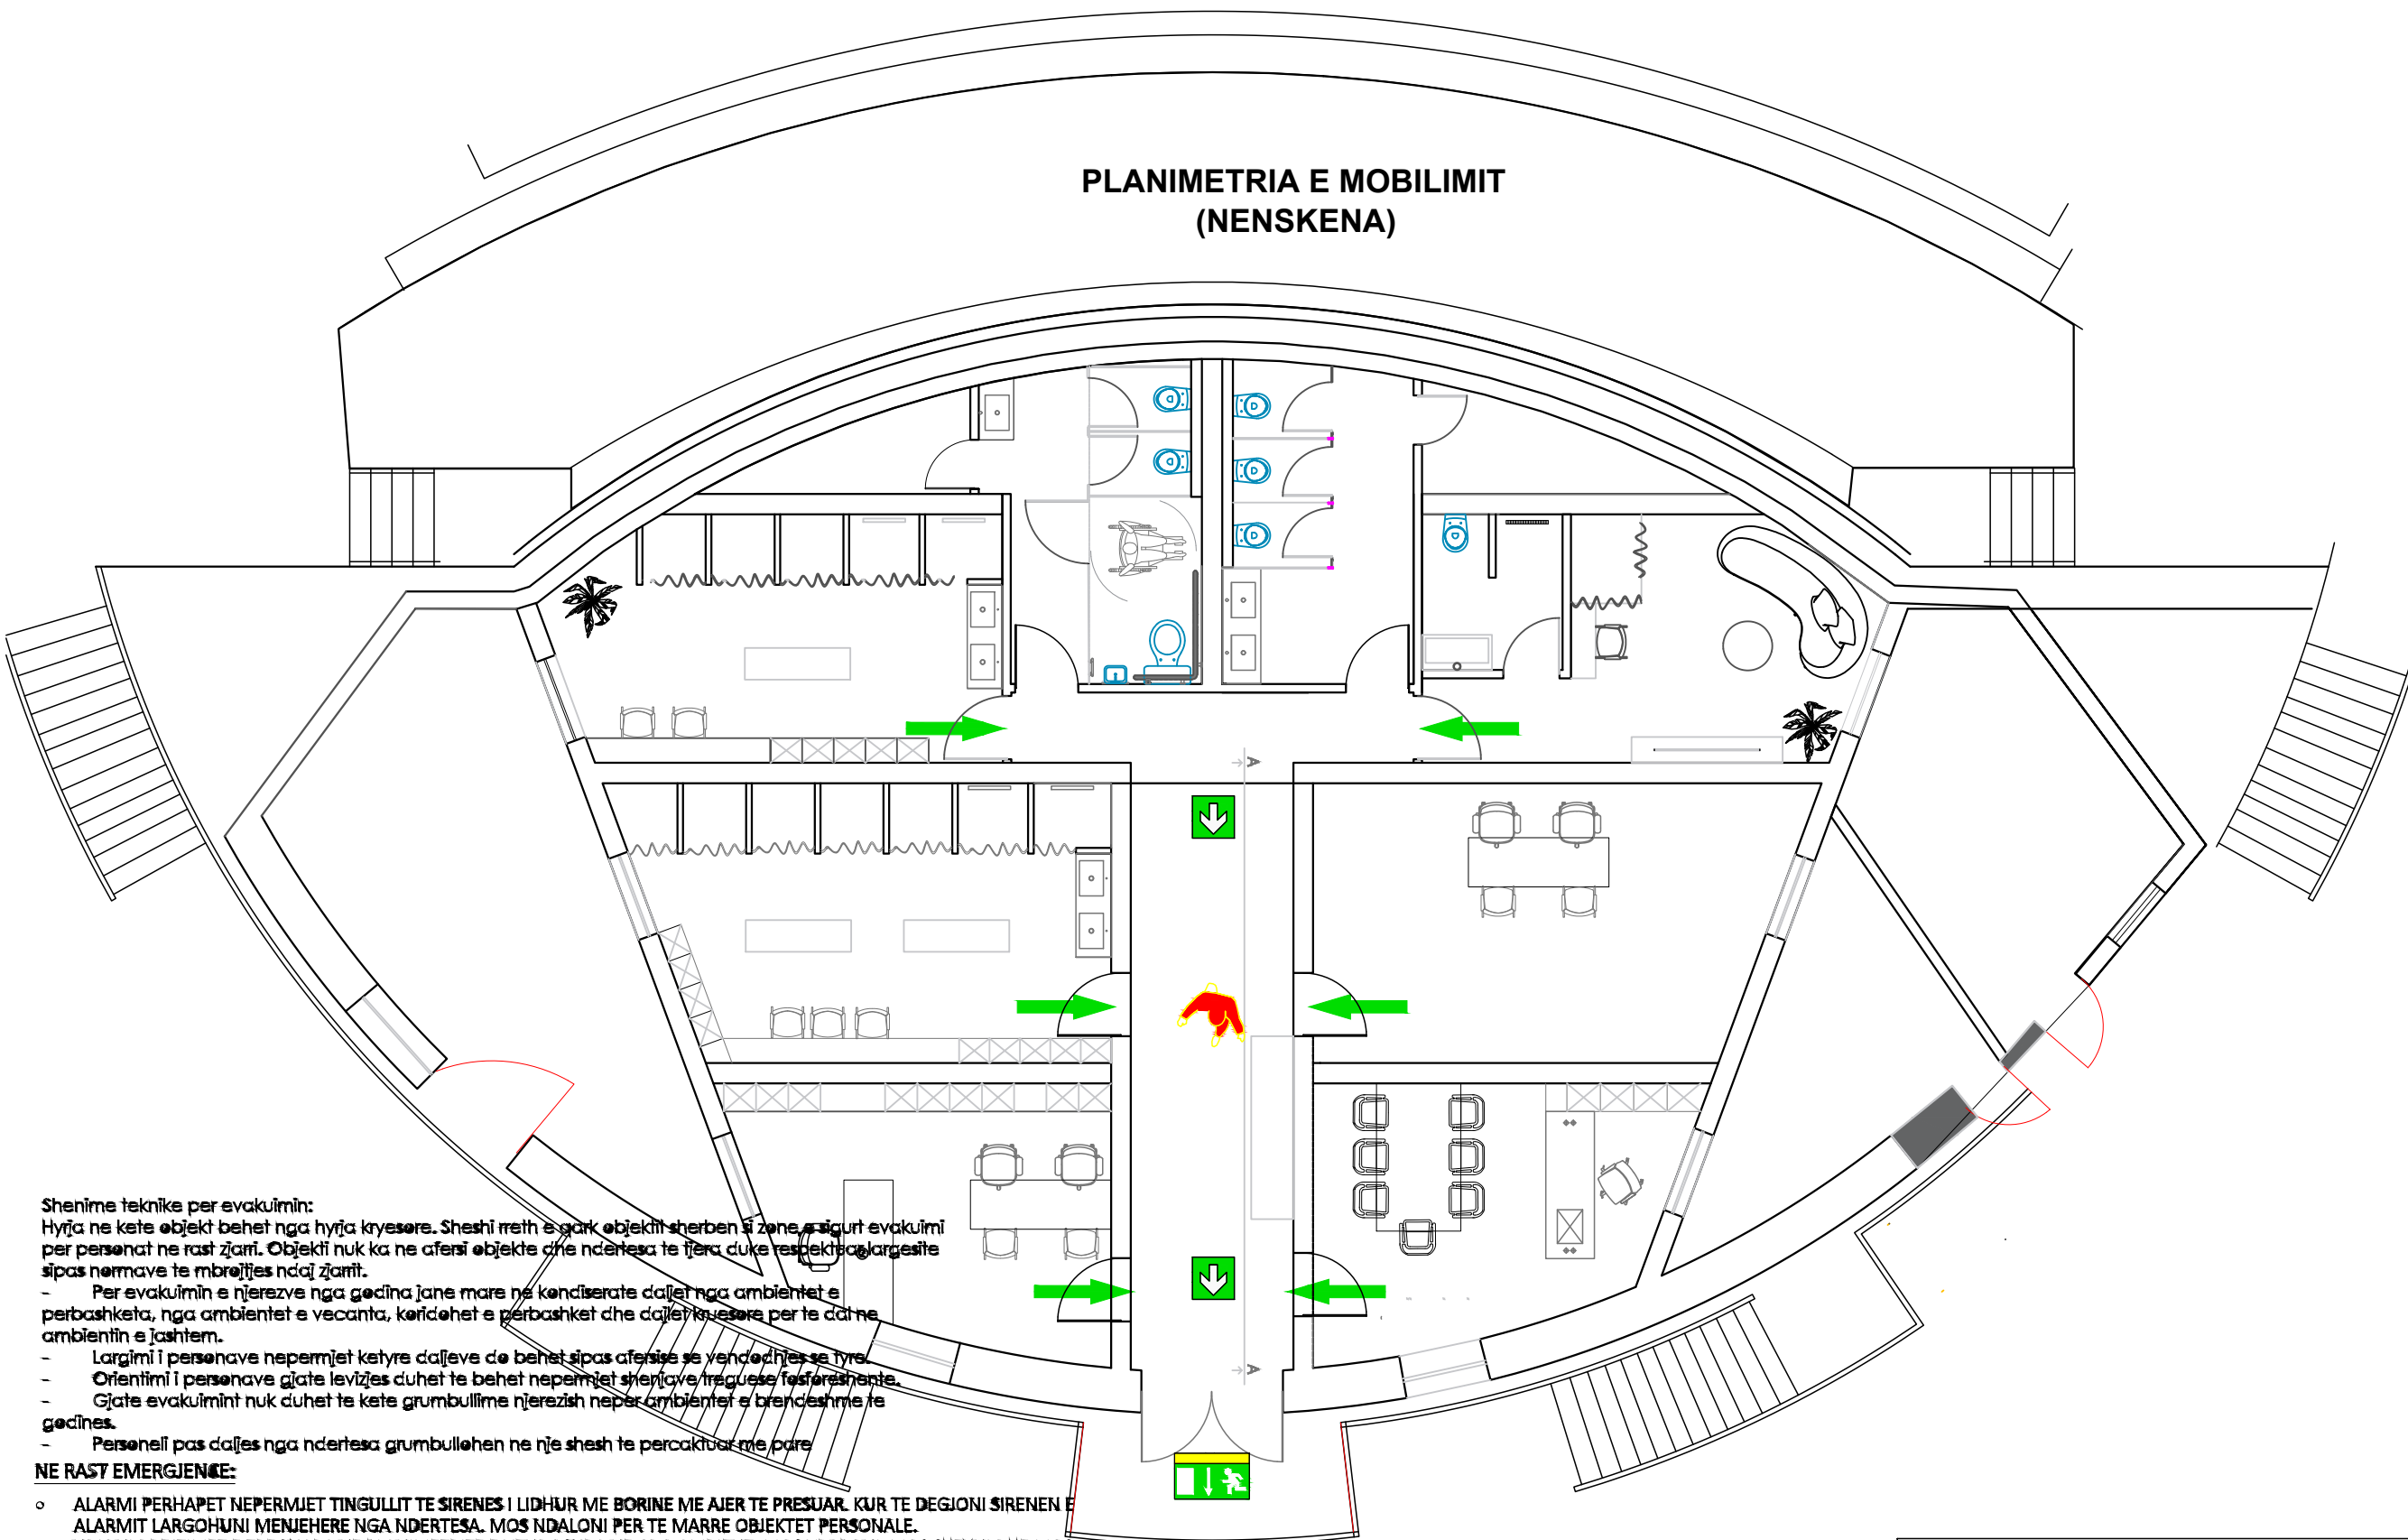 PLANIMETRIA E MOBILIMIT
(NENSKENA)
A
A
Shenime teknike per evakuimin:
Hyrja ne kete objekt behet nga hyrja kryesore. Sheshi rreth e qark objektit sherben si zone e sigurt evakuimi
per personat ne rast zjarri. Objekti nuk ka ne afersi objekte dhe ndertesa te tjera duke respektuar largesite
sipas normave te mbrojtjes ndaj zjarrit.
- Per evakuimin e njerezve nga godina jane mare ne kondiserate daljet nga ambientet e
perbashketa, nga ambientet e vecanta, koridohet e perbashket dhe daljet kruesore per te dal ne
ambientin e jashtem.
- Largimi i personave nepermjet ketyre daljeve do behet sipas afersise se vendodhjes se tyre.
- Orientimi i personave gjate levizjes duhet te behet nepermjet shenjave treguese fosforeshente.
- Gjate evakuimint nuk duhet te kete grumbullime njerezish neper ambientet e brendeshme te
godines.
- Personeli pas daljes nga ndertesa grumbullohen ne nje shesh te percaktuar me pare
NE RAST EMERGJENCE:
ALARMI PERHAPET NEPERMJET TINGULLIT TE SIRENES I LIDHUR ME BORINE ME AJER TE PRESUAR. KUR TE DEGJONI SIRENEN E
ALARMIT LARGOHUNI MENJEHERE NGA NDERTESA. MOS NDALONI PER TE MARRE OBJEKTET PERSONALE.